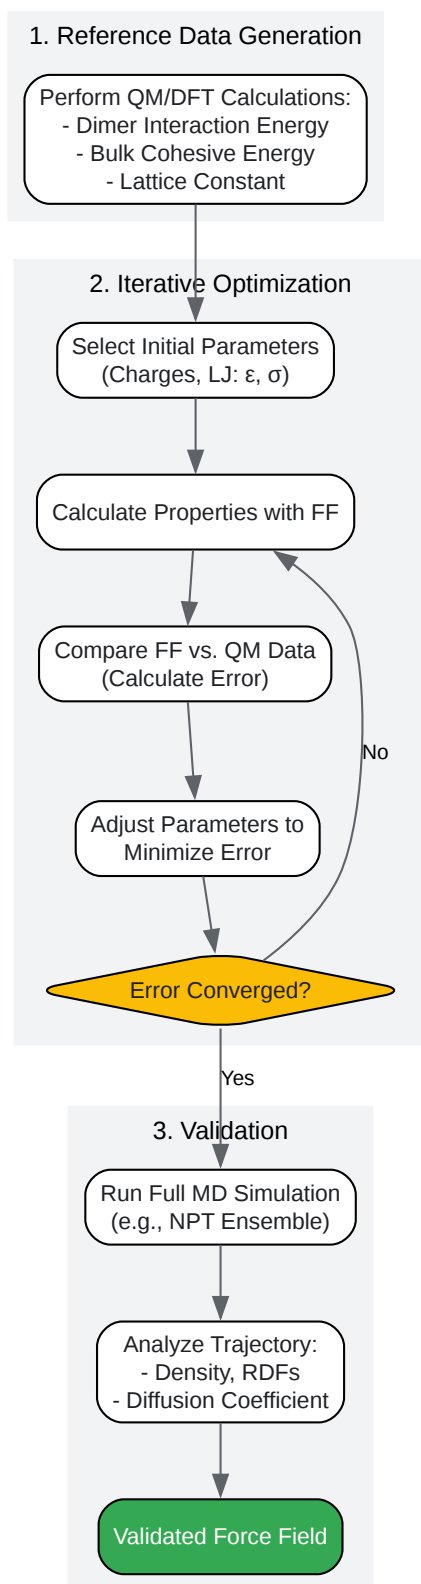 1. Reference Data Generation
Perform QM/DFT Calculations:
- Dimer Interaction Energy
- Bulk Cohesive Energy
- Lattice Constant
2. Iterative Optimization
Select Initial Parameters
(Charges, LJ: ε, σ)
Calculate Properties with FF
Compare FF vs. QM Data
(Calculate Error)
No
Adjust Parameters to
Minimize Error
Error Converged?
Yes
3. Validation
Run Full MD Simulation
(e.g., NPT Ensemble)
Analyze Trajectory:
- Density, RDFs
- Diffusion Coefficient
Validated Force Field